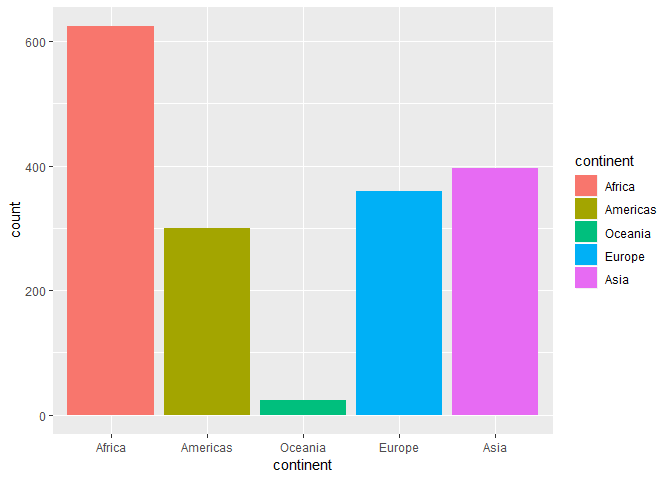 count
600
400
200
0
Africa Americas Oceania Europe Asia
continent
continent
Africa
Americas
Oceania
Europe
Asia